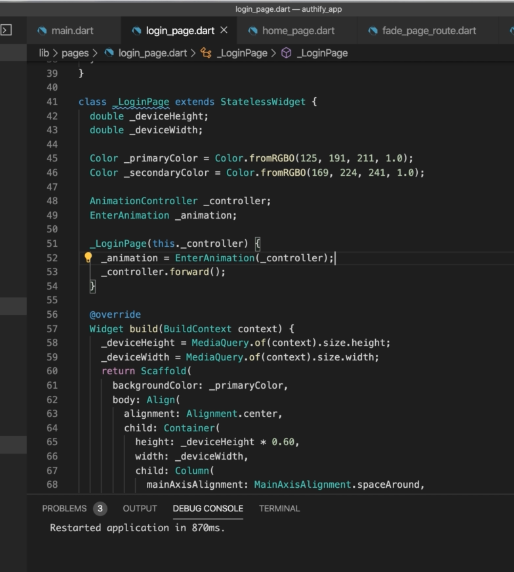 login_page.dart — authify_app
main.dart login_page.dart × home_page.dart fade_page_route.dart
lib > pages > login_page.dart > _LoginPage > _LoginPage
39 }
40
41 class _LoginPage extends StatelessWidget {
42 double _deviceHeight;
43 double _deviceWidth;
44
45 Color _primaryColor = Color.fromRGBO(125, 191, 211, 1.0);
46 Color _secondaryColor = Color.fromRGBO(169, 224, 241, 1.0);
47
48 AnimationController _controller;
49 EnterAnimation _animation;
50
51 _LoginPage(this._controller) {
52 _animation = EnterAnimation(_controller);
53 _controller.forward();
54 }
55
56 @override
57 Widget build(BuildContext context) {
58 _deviceHeight = MediaQuery.of(context).size.height;
59 _deviceWidth = MediaQuery.of(context).size.width;
60 return Scaffold(
61 backgroundColor: _primaryColor,
62 body: Align(
63 alignment: Alignment.center,
64 child: Container(
65 height: _deviceHeight * 0.60,
66 width: _deviceWidth,
67 child: Column(
68 mainAxisAlignment: MainAxisAlignment.spaceAround,
PROBLEMS 3 OUTPUT DEBUG CONSOLE TERMINAL
Restarted application in 870ms.